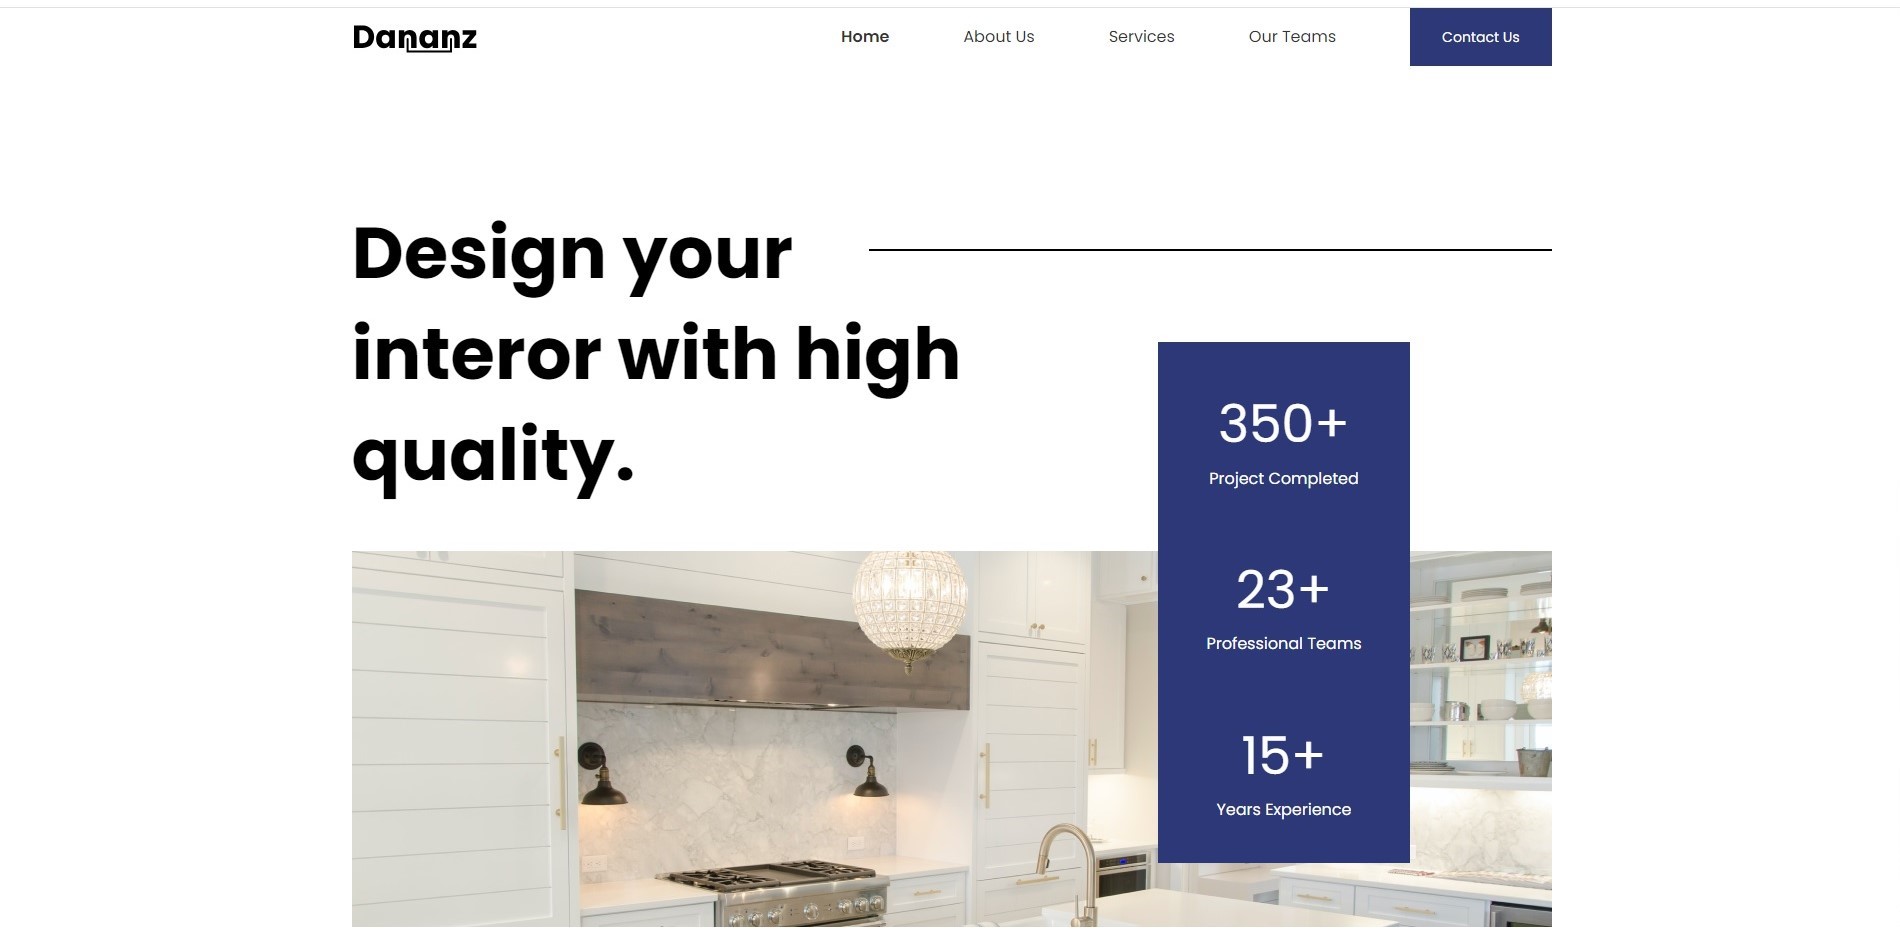 Dananz
Home
About Us
Services
Our Teams
Contact Us
Design your
interor with high
quality.
350+
Project Completed
23+
Professional Teams
15+
Years Experience